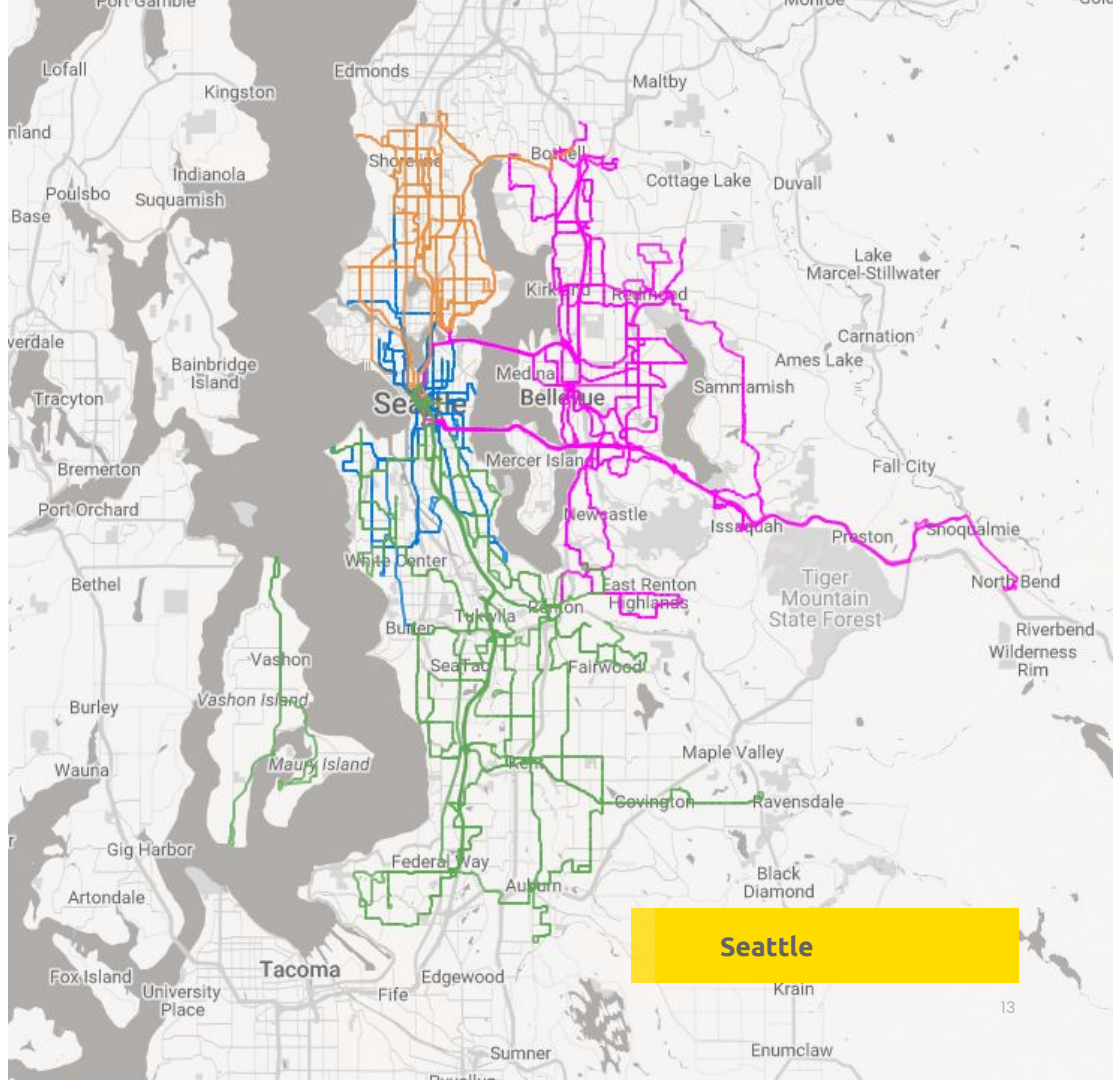 Port Gamble
Monroe
Lofall
Edmonds
Maltby
Kingston
Shoreline
Bothell
Indianola
Cottage Lake
Duvall
Poulsbo
Suquamish
Base
Lake
Marcel-Stillwater
Kirkland
Redmond
Carnation
Bainbridge
Island
Ames Lake
Medina
Sammamish
Tracyton
Seattle
Bellevue
Bremerton
Mercer Island
Fall City
Port Orchard
Newcastle
Issaquah
Preston
Snoqualmie
White Center
Bethel
Tiger
Mountain
State Forest
North Bend
East Renton
Highlands
Renton
Tukwila
Burien
Riverbend
Wilderness
Rim
Vashon
SeaTac
Fairwood
Vashon Island
Burley
Maury Island
Maple Valley
Wauna
Kent
Covington
Ravensdale
Gig Harbor
Federal Way
Auburn
Black
Diamond
Artondale
Seattle
Tacoma
Edgewood
Fox Island
University
Place
Fife
Krain
13
Sumner
Enumclaw